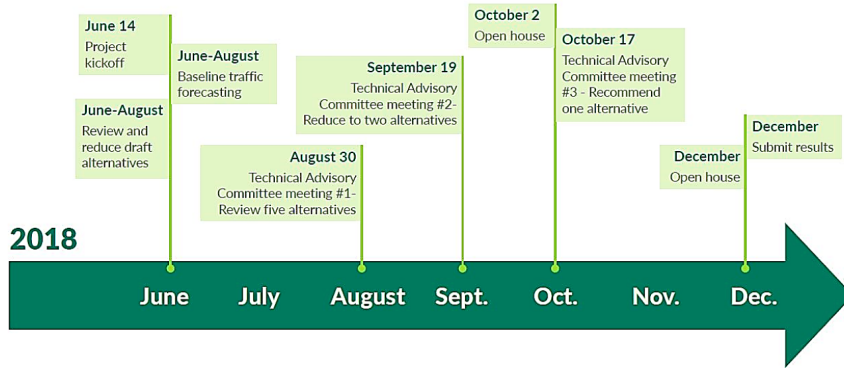 June 14
Project
kickoff
June-August
Baseline traffic
forecasting
June-August
Review and
reduce draft
alternatives
August 30
Technical Advisory
Committee meeting #1-
Review five alternatives
September 19
Technical Advisory
Committee meeting #2-
Reduce to two alternatives
October 2
Open house
October 17
Technical Advisory
Committee meeting
#3 - Recommend
one alternative
December
Open house
December
Submit results
2018
June July August Sept. Oct. Nov. Dec.